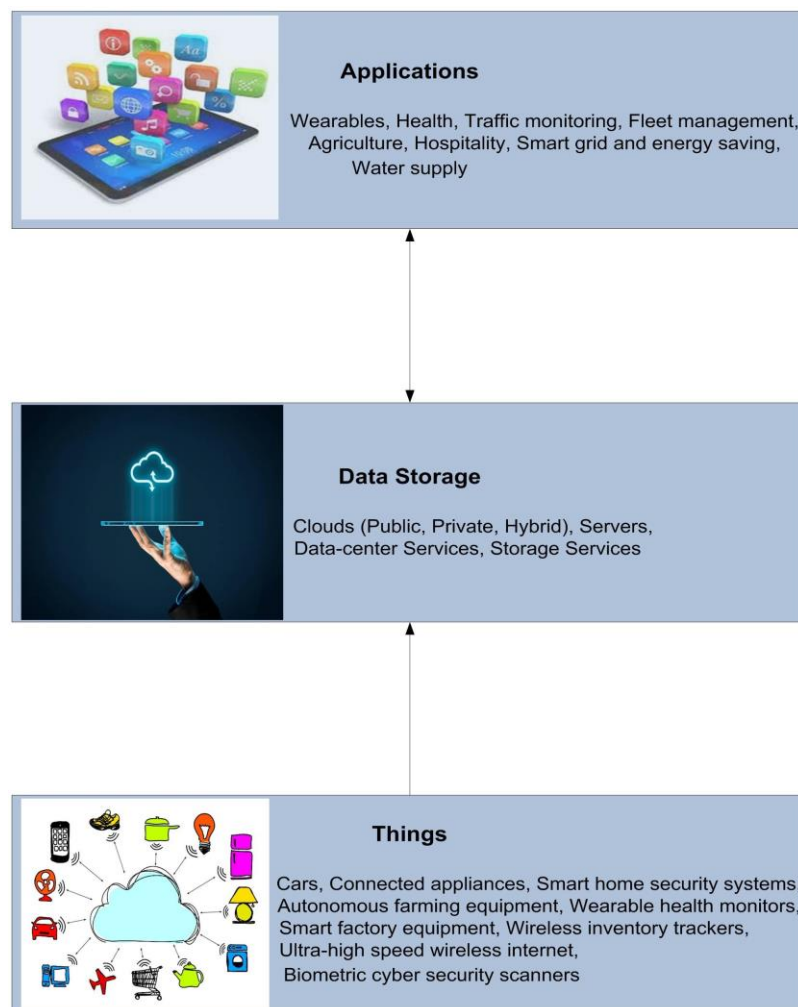 Applications
Wearables, Health, Traffic monitoring, Fleet management,
Agriculture, Hospitality, Smart grid and energy saving,
Water supply
Aa
%
Data Storage
Clouds (Public, Private, Hybrid), Servers,
Data-center Services, Storage Services
Things
Cars, Connected appliances, Smart home security systems
Autonomous farming equipment, Wearable health monitors,
Smart factory equipment, Wireless inventory trackers,
Ultra-high speed wireless internet,
Biometric cyber security scanners